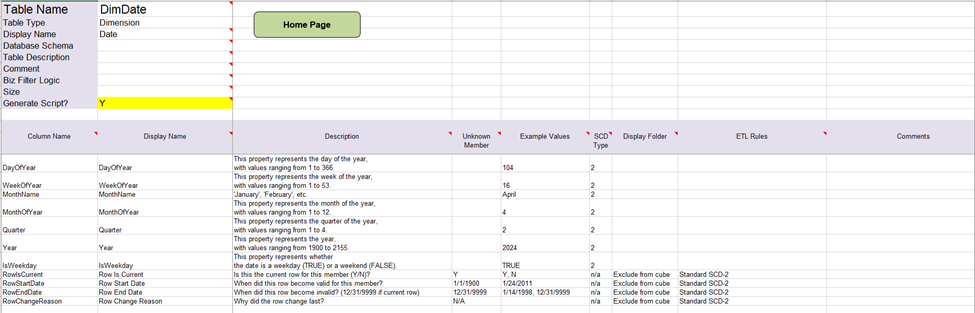 Table Name DimDate
Table Type Dimension
Display Name Date
Database Schema
Table Description
Comment
Biz Filter Logic
Size
Generate Script? Y
Home Page
Column Name Display Name Description Unknown Member Example Values SCD Type Display Folder ETL Rules Comments
This property represents the day of the year,
DayOfYear DayOfYear with values ranging from 1 to 366. 104 2
This property represents the week of the year,
WeekOfYear WeekOfYear with values ranging from 1 to 53. 16 2
MonthName MonthName 'January', 'February', etc. April 2
This property represents the month of the year,
MonthOfYear MonthOfYear with values ranging from 1 to 12. 4 2
This property represents the quarter of the year,
Quarter Quarter with values ranging from 1 to 4. 2 2
This property represents the year,
Year Year with values ranging from 1900 to 2155. 2024 2
This property represents whether
IsWeekday IsWeekday the date is a weekday (TRUE) or a weekend (FALSE). TRUE 2
RowIsCurrent Row Is Current Is this the current row for this member (Y/N)? Y Y, N n/a Exclude from cube Standard SCD-2
RowStartDate Row Start Date When did this row become valid for this member? 1/1/1900 1/24/2011 n/a Exclude from cube Standard SCD-2
RowEndDate Row End Date When did this row become invalid? (12/31/9999 if current row) 12/31/9999 1/14/1998, 12/31/9999 n/a Exclude from cube Standard SCD-2
RowChangeReason Row Change Reason Why did the row change last? N/A n/a Exclude from cube Standard SCD-2